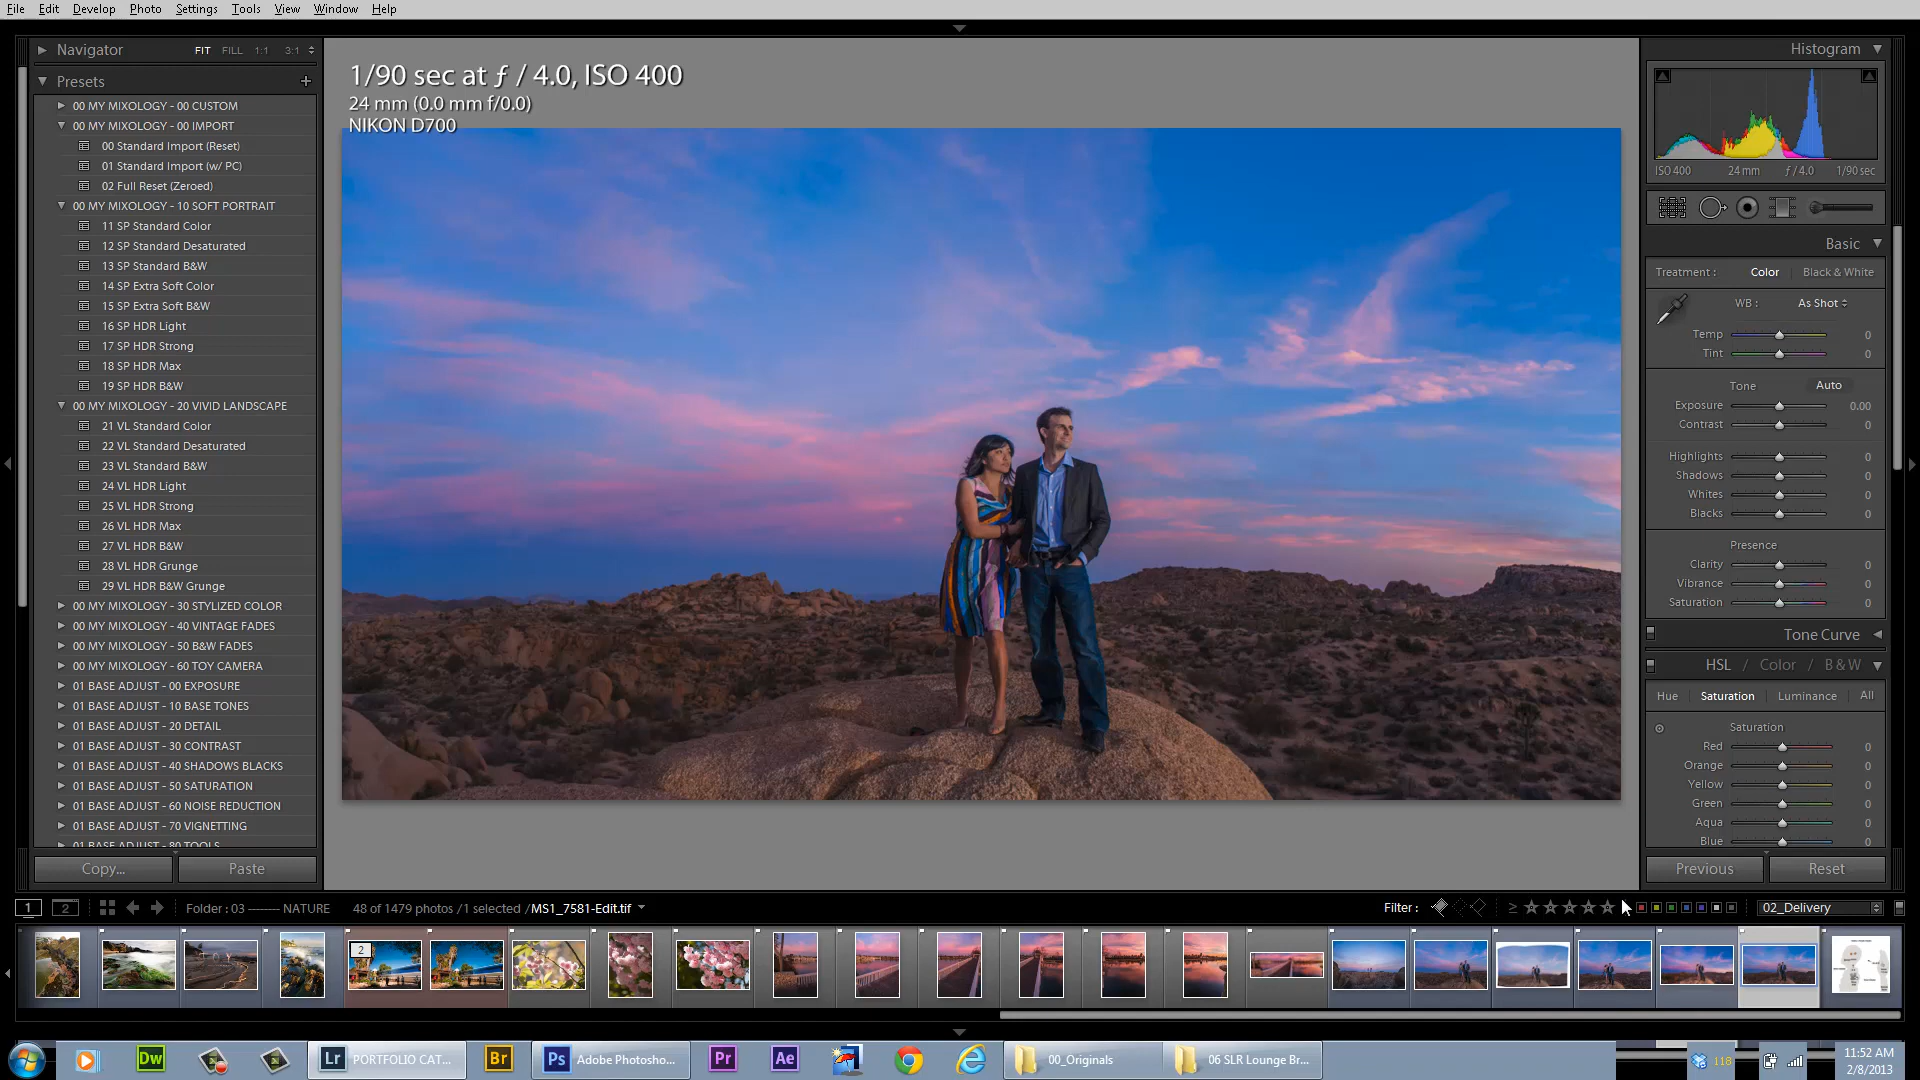 File Edit Develop Photo Settings Tools View Window Help
Navigator FIT FILL 1:1 3:1
Presets +
00 MY MIXOLOGY - 00 CUSTOM
00 MY MIXOLOGY - 00 IMPORT
00 Standard Import (Reset)
01 Standard Import (w/ PC)
02 Full Reset (Zeroed)
00 MY MIXOLOGY - 10 SOFT PORTRAIT
11 SP Standard Color
12 SP Standard Desaturated
13 SP Standard B&W
14 SP Extra Soft Color
15 SP Extra Soft B&W
16 SP HDR Light
17 SP HDR Strong
18 SP HDR Max
19 SP HDR B&W
00 MY MIXOLOGY - 20 VIVID LANDSCAPE
21 VL Standard Color
22 VL Standard Desaturated
23 VL Standard B&W
24 VL HDR Light
25 VL HDR Strong
26 VL HDR Max
27 VL HDR B&W
28 VL HDR Grunge
29 VL HDR B&W Grunge
00 MY MIXOLOGY - 30 STYLIZED COLOR
00 MY MIXOLOGY - 40 VINTAGE FADES
00 MY MIXOLOGY - 50 B&W FADES
00 MY MIXOLOGY - 60 TOY CAMERA
01 BASE ADJUST - 00 EXPOSURE
01 BASE ADJUST - 10 BASE TONES
01 BASE ADJUST - 20 DETAIL
01 BASE ADJUST - 30 CONTRAST
01 BASE ADJUST - 40 SHADOWS BLACKS
01 BASE ADJUST - 50 SATURATION
01 BASE ADJUST - 60 NOISE REDUCTION
01 BASE ADJUST - 70 VIGNETTING
01 BASE ADJUST - 80 TOOLS
Copy... Paste
1/90 sec at ƒ / 4.0, ISO 400
24 mm (0.0 mm f/0.0)
NIKON D700
Histogram
ISO 400 24 mm ƒ / 4.0 1/90 sec
Basic
Treatment : Color Black & White
WB : As Shot
Temp 0
Tint 0
Tone Auto
Exposure 0.00
Contrast 0
Highlights 0
Shadows 0
Whites 0
Blacks 0
Presence
Clarity 0
Vibrance 0
Saturation 0
Tone Curve
HSL / Color / B & W
Hue Saturation Luminance All
Saturation
Red 0
Orange 0
Yellow 0
Green 0
Aqua 0
Blue 0
Previous Reset
1 2 Folder : 03 -------- NATURE 48 of 1479 photos / 1 selected / MS1_7581-Edit.tif Filter : ≥ 02_Delivery
2
Dw Lr PORTFOLIO CAT... Br Ps Adobe Photosho... Pr Ae 00_Originals 06 SLR Lounge Br... 118
11:52 AM
2/8/2013